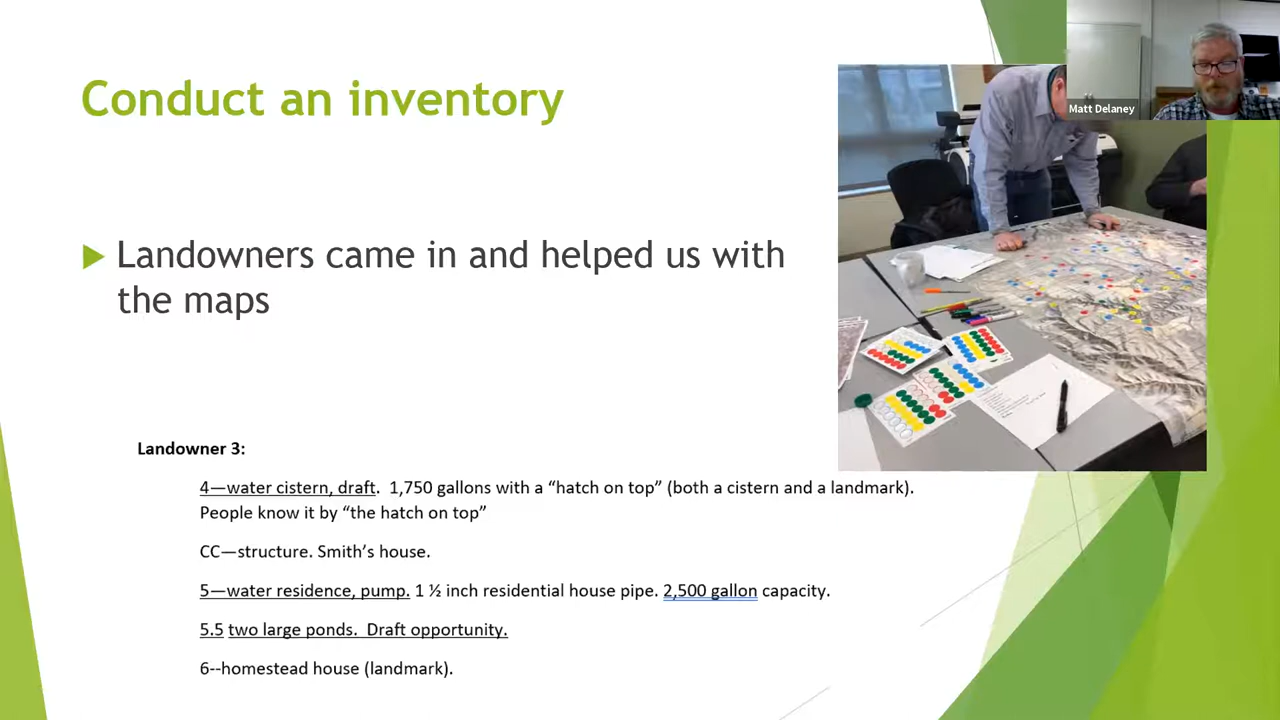 Conduct an inventory
Matt Delaney
Landowners came in and helped us with
the maps
Landowner 3:
4—water cistern, draft.  1,750 gallons with a “hatch on top” (both a cistern and a landmark).
People know it by “the hatch on top”
CC—structure. Smith’s house.
5—water residence, pump. 1 ½ inch residential house pipe. 2,500 gallon capacity.
5.5 two large ponds.  Draft opportunity.
6--homestead house (landmark).